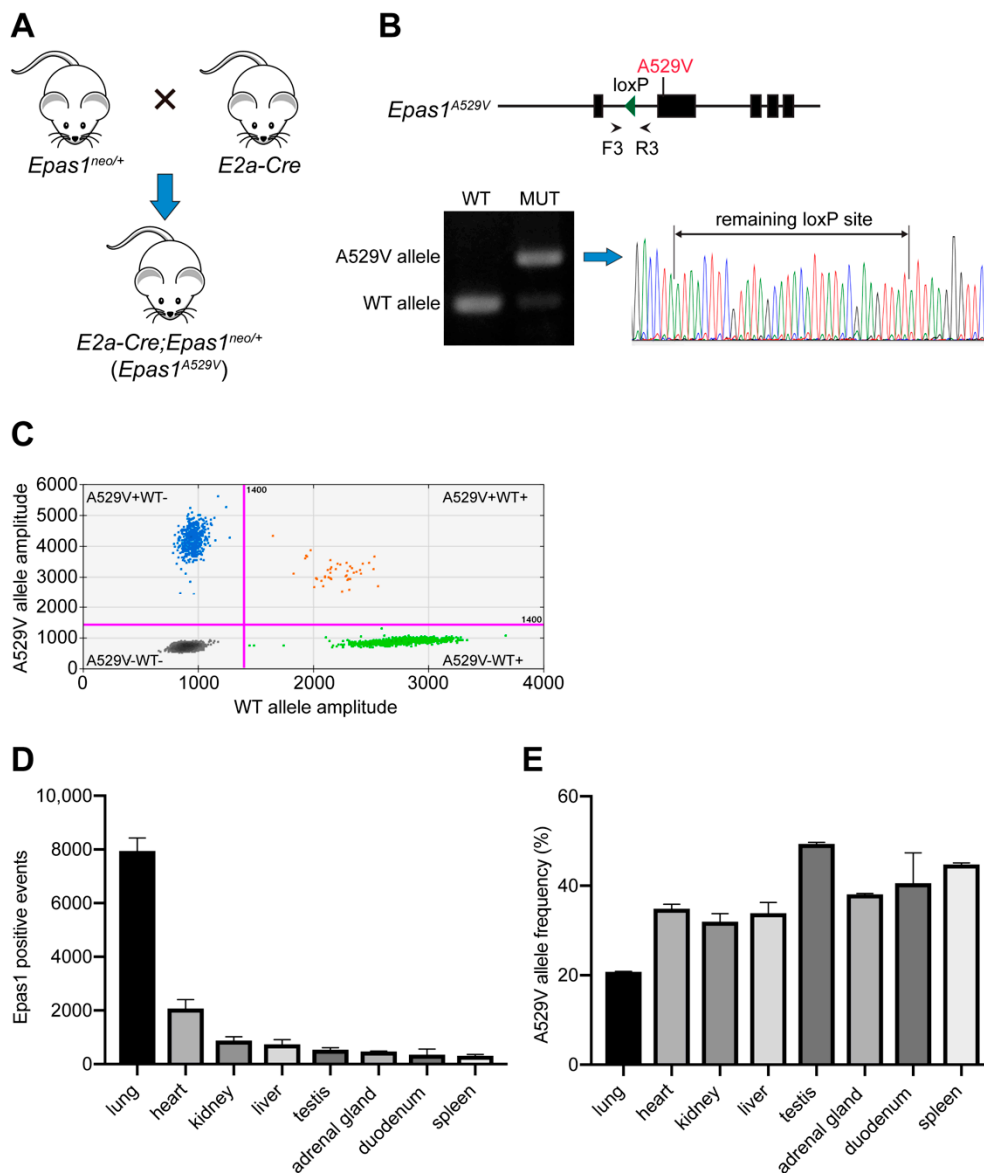 A
×
Epas1neo/+
E2a-Cre
E2a-Cre;Epas1neo/+
(Epas1A529V)
B
A529V
loxP
Epas1A529V
F3 R3
WT MUT
A529V allele
WT allele
remaining loxP site
C
A529V allele amplitude
6000
5000
4000
3000
2000
1000
0
A529V+WT-
1400
A529V+WT+
1400
A529V-WT-
A529V-WT+
0 1000 2000 3000 4000
WT allele amplitude
D
Epas1 positive events
10,000
8000
6000
4000
2000
0
lung
heart
kidney
liver
testis
adrenal gland
duodenum
spleen
E
A529V allele frequency (%)
60
40
20
0
lung
heart
kidney
liver
testis
adrenal gland
duodenum
spleen